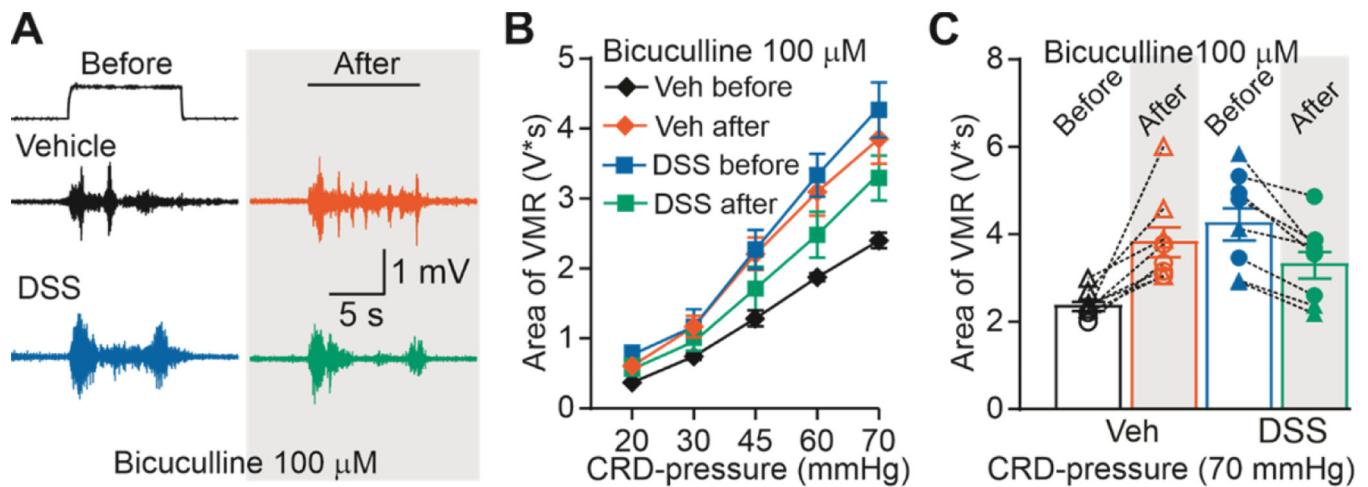 A
Before
After
Vehicle
1 mV
5 s
DSS
Bicuculline 100 μM
B
Bicuculline 100 μM
Veh before
Veh after
DSS before
DSS after
Area of VMR (V*s)
5
4
3
2
1
0
20 30 45 60 70
CRD-pressure (mmHg)
C
Bicuculline100 μM
Before After Before After
Area of VMR (V*s)
8
6
4
2
0
Veh DSS
CRD-pressure (70 mmHg)